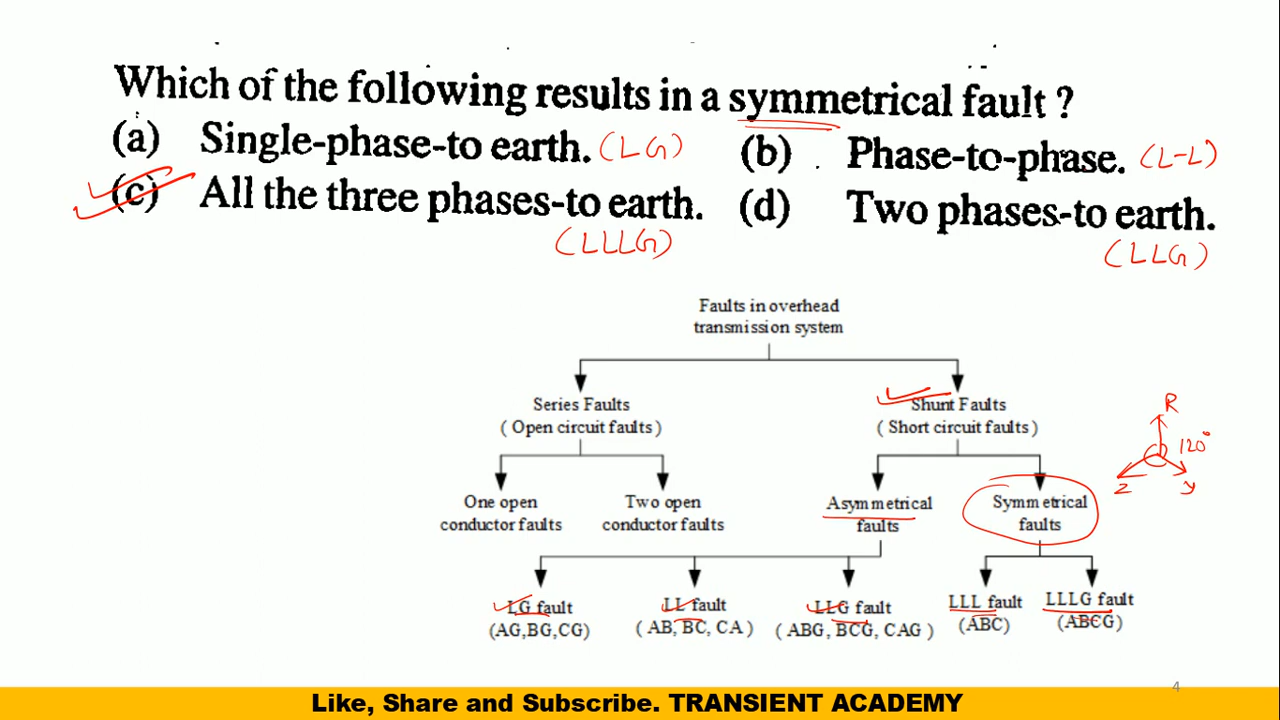 Which of the following results in a symmetrical fault ?
(a) Single-phase-to earth. (LG) (b) Phase-to-phase. (L-L)
(c) All the three phases-to earth. (d) Two phases-to earth.
(LLLG) (LLG)
Faults in overhead
transmission system
Series Faults Shunt Faults
( Open circuit faults ) ( Short circuit faults )
R
120°
Z y
One open Two open Asymmetrical Symmetrical
conductor faults conductor faults faults faults
LG fault LL fault LLG fault LLL fault LLLG fault
(AG,BG,CG) ( AB, BC, CA ) ( ABG, BCG, CAG ) (ABC) (ABCG)
4
Like, Share and Subscribe. TRANSIENT ACADEMY